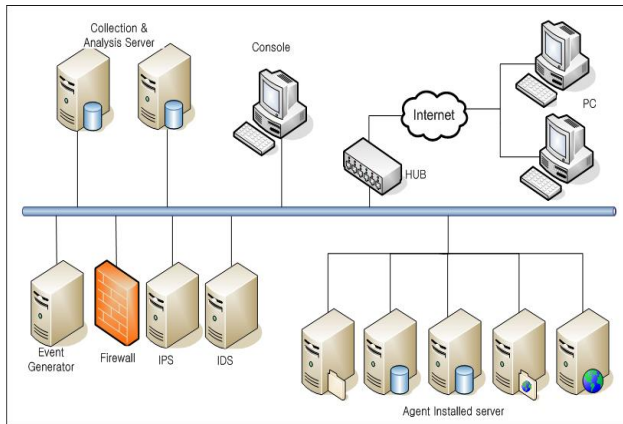 Collection &
Analysis Server
Console
Internet
PC
HUB
Event
Generator
Firewall
IPS
IDS
Agent Installed server